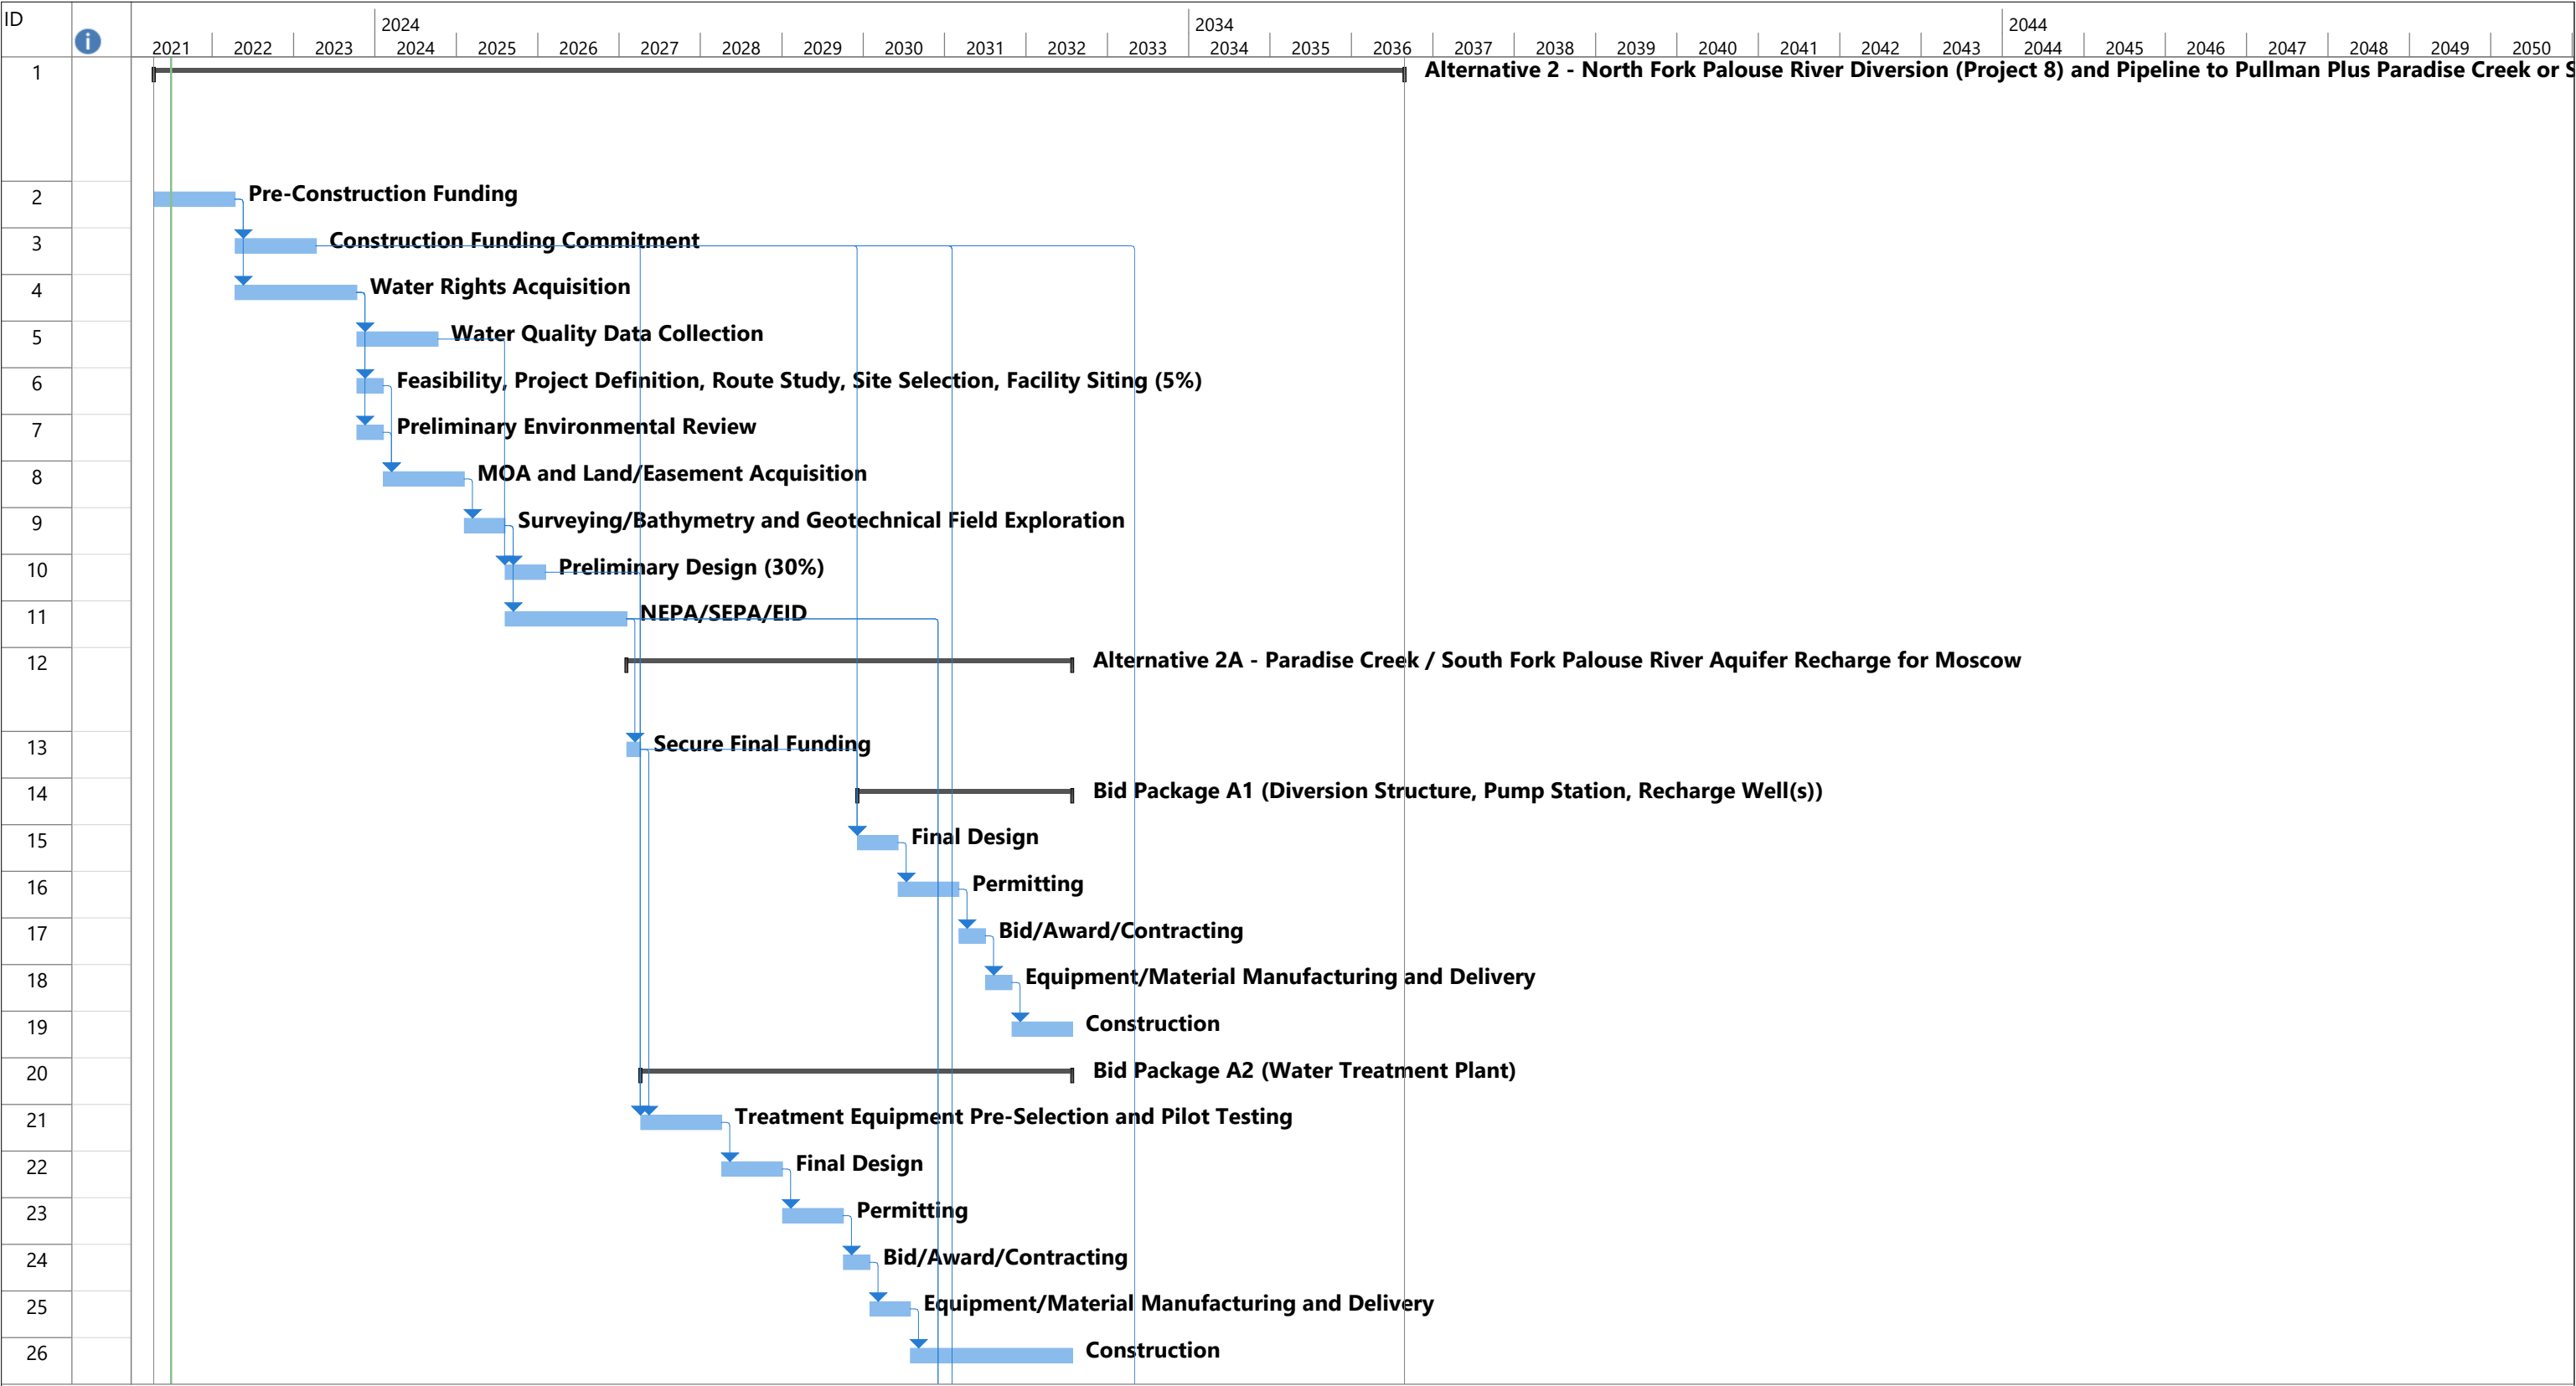 ID
i
2024 2034 2044
2021 2022 2023 2024 2025 2026 2027 2028 2029 2030 2031 2032 2033 2034 2035 2036 2037 2038 2039 2040 2041 2042 2043 2044 2045 2046 2047 2048 2049 2050
1 Alternative 2 - North Fork Palouse River Diversion (Project 8) and Pipeline to Pullman Plus Paradise Creek or S
2 Pre-Construction Funding
3 Construction Funding Commitment
4 Water Rights Acquisition
5 Water Quality Data Collection
6 Feasibility, Project Definition, Route Study, Site Selection, Facility Siting (5%)
7 Preliminary Environmental Review
8 MOA and Land/Easement Acquisition
9 Surveying/Bathymetry and Geotechnical Field Exploration
10 Preliminary Design (30%)
11 NEPA/SEPA/EID
12 Alternative 2A - Paradise Creek / South Fork Palouse River Aquifer Recharge for Moscow
13 Secure Final Funding
14 Bid Package A1 (Diversion Structure, Pump Station, Recharge Well(s))
15 Final Design
16 Permitting
17 Bid/Award/Contracting
18 Equipment/Material Manufacturing and Delivery
19 Construction
20 Bid Package A2 (Water Treatment Plant)
21 Treatment Equipment Pre-Selection and Pilot Testing
22 Final Design
23 Permitting
24 Bid/Award/Contracting
25 Equipment/Material Manufacturing and Delivery
26 Construction